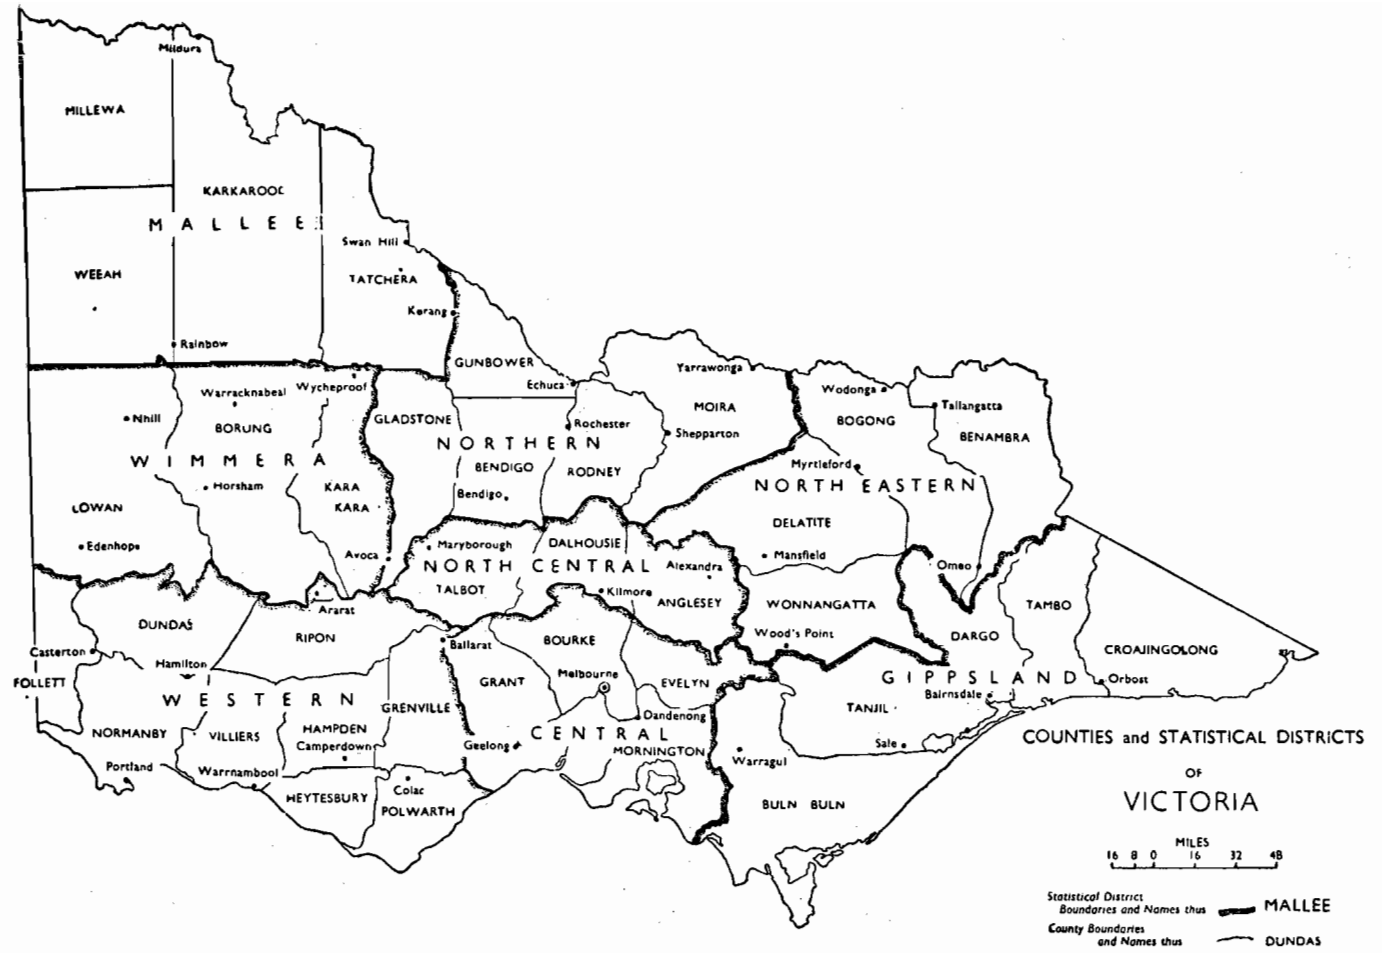 Mildura
MILLEWA
KARKAROOC
MALLEE
Swan Hill
WEEAH
TATCHERA
Kerang
Rainbow
GUNBOWER
Yarrawonga
Echuca
Wodonga
Warracknabeal
Wycheproof
MOIRA
Tallangatta
Nhill
GLADSTONE
Rochester
BOGONG
BORUNG
Shepparton
BENAMBRA
NORTHERN
WIMMERA
BENDIGO
RODNEY
Myrtleford
Horsham
KARA
KARA
Bendigo
NORTH EASTERN
LOWAN
DELATITE
Edenhope
Avoca
Maryborough
DALHOUSIE
Mansfield
NORTH CENTRAL
Alexandra
Omeo
TALBOT
Kilmore
ANGLESEY
WONNANGATTA
TAMBO
Ararat
DUNDAS
RIPON
Ballarat
BOURKE
Wood's Point
DARGO
CROAJINGOLONG
Casterton
Hamilton
Melbourne
FOLLETT
GRANT
EVELYN
GIPPSLAND
Orbost
WESTERN
Bairnsdale
GRENVILLE
TANJIL
Dandenong
NORMANBY
VILLIERS
HAMPDEN
CENTRAL
Camperdown
Geelong
MORNINGTON
Sale
COUNTIES and STATISTICAL DISTRICTS
OF
VICTORIA
Portland
Warrnambool
Warragul
Colac
HEYTESBURY
POLWARTH
BULN BULN
MILES
16 8 0 16 32 48
Statistical District
Boundaries and Names thus MALLEE
County Boundaries
and Names thus DUNDAS